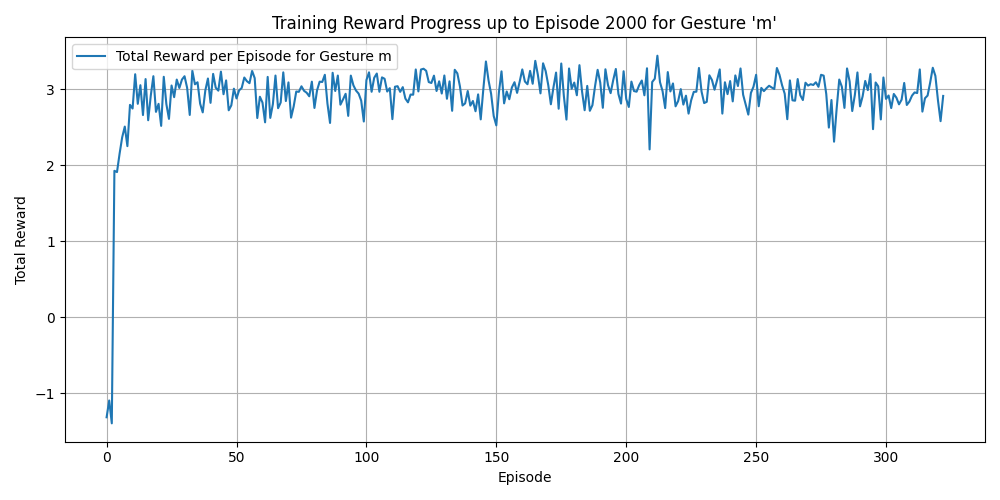 Training Reward Progress up to Episode 2000 for Gesture 'm'
Total Reward per Episode for Gesture m
Total Reward
3
2
1
0
−1
0 50 100 150 200 250 300
Episode